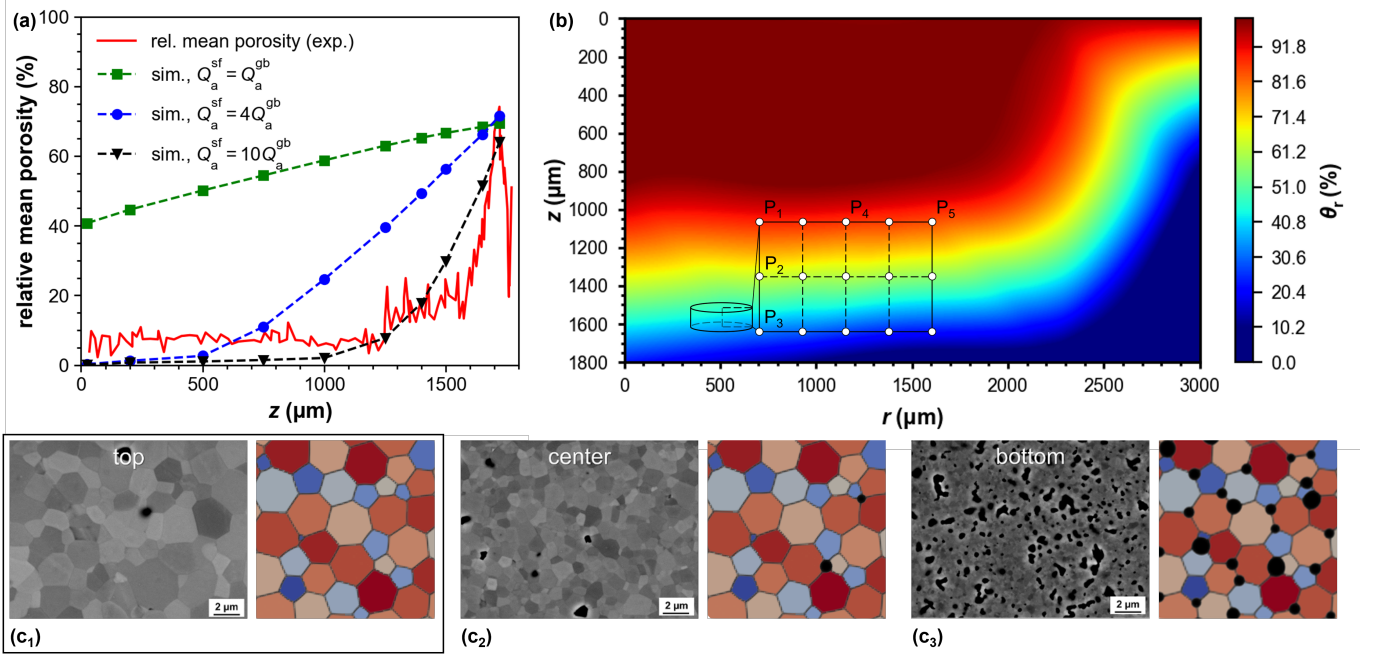 (a)
relative mean porosity (%)
100
80
60
40
20
0
rel. mean porosity (exp.)
sim., Q_a^sf = Q_a^gb
sim., Q_a^sf = 4Q_a^gb
sim., Q_a^sf = 10Q_a^gb
0 500 1000 1500
z (μm)
(b)
z (μm)
0
200
400
600
800
1000
1200
1400
1600
1800
P1 P4 P5
P2
P3
0 500 1000 1500 2000 2500 3000
r (μm)
91.8
81.6
71.4
61.2
51.0
40.8
30.6
20.4
10.2
0.0
θr (%)
top
2 μm
(c1)
center
2 μm
(c2)
bottom
2 μm
(c3)